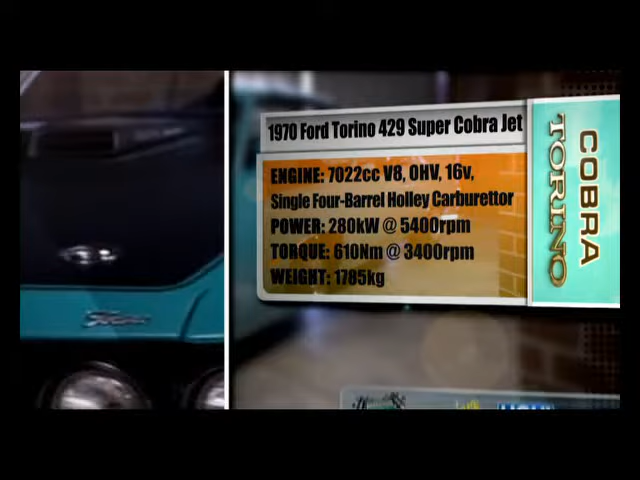 1970 Ford Torino 429 Super Cobra Jet
ENGINE: 7022cc V8, OHV, 16v,
Single Four-Barrel Holley Carburettor
POWER: 280kW @ 5400rpm
TORQUE: 610Nm @ 3400rpm
WEIGHT: 1785kg
COBRA
TORINO